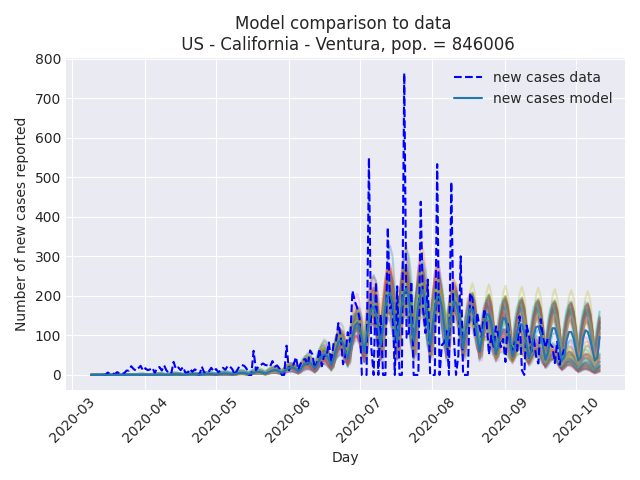 Model comparison to data
US - California - Ventura, pop. = 846006
new cases data
new cases model
Number of new cases reported
800
700
600
500
400
300
200
100
0
2020-03
2020-04
2020-05
2020-06
2020-07
2020-08
2020-09
2020-10
Day